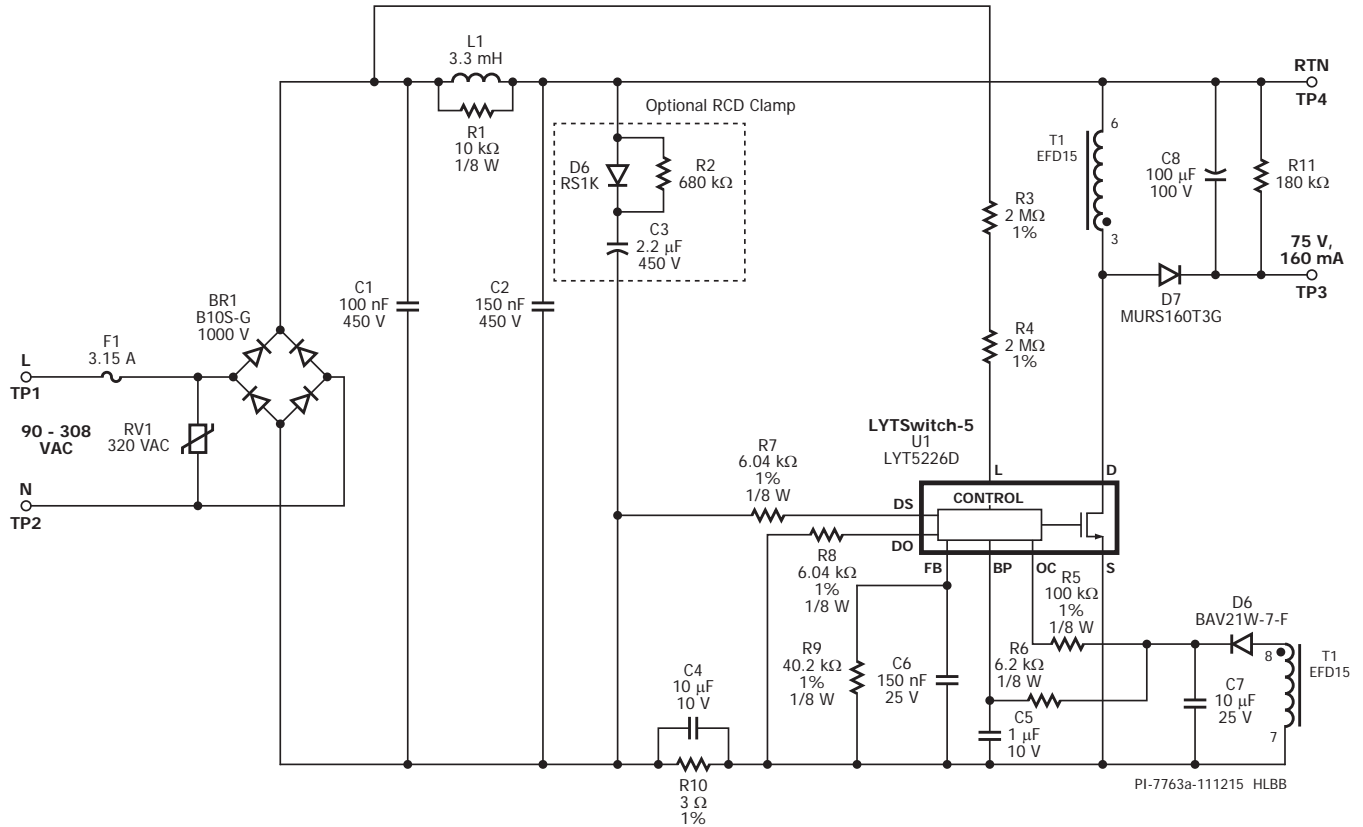 L1
3.3 mH
R1
10 kΩ
1/8 W
Optional RCD Clamp
D6
RS1K
R2
680 kΩ
C3
2.2 μF
450 V
RTN
TP4
T1
EFD15
6
3
C8
100 μF
100 V
R11
180 kΩ
R3
2 MΩ
1%
75 V,
160 mA
TP3
D7
MURS160T3G
C1
100 nF
450 V
C2
150 nF
450 V
BR1
B10S-G
1000 V
R4
2 MΩ
1%
F1
3.15 A
L
TP1
90 - 308
VAC
RV1
320 VAC
N
TP2
LYTSwitch-5
U1
LYT5226D
R7
6.04 kΩ
1%
1/8 W
L
D
CONTROL
DS
DO
FB
BP
OC
S
R8
6.04 kΩ
1%
1/8 W
R5
100 kΩ
1%
1/8 W
D6
BAV21W-7-F
R9
40.2 kΩ
1%
1/8 W
C6
150 nF
25 V
R6
6.2 kΩ
1/8 W
8
T1
EFD15
7
C7
10 μF
25 V
C4
10 μF
10 V
C5
1 μF
10 V
R10
3 Ω
1%
PI-7763a-111215 HLBB